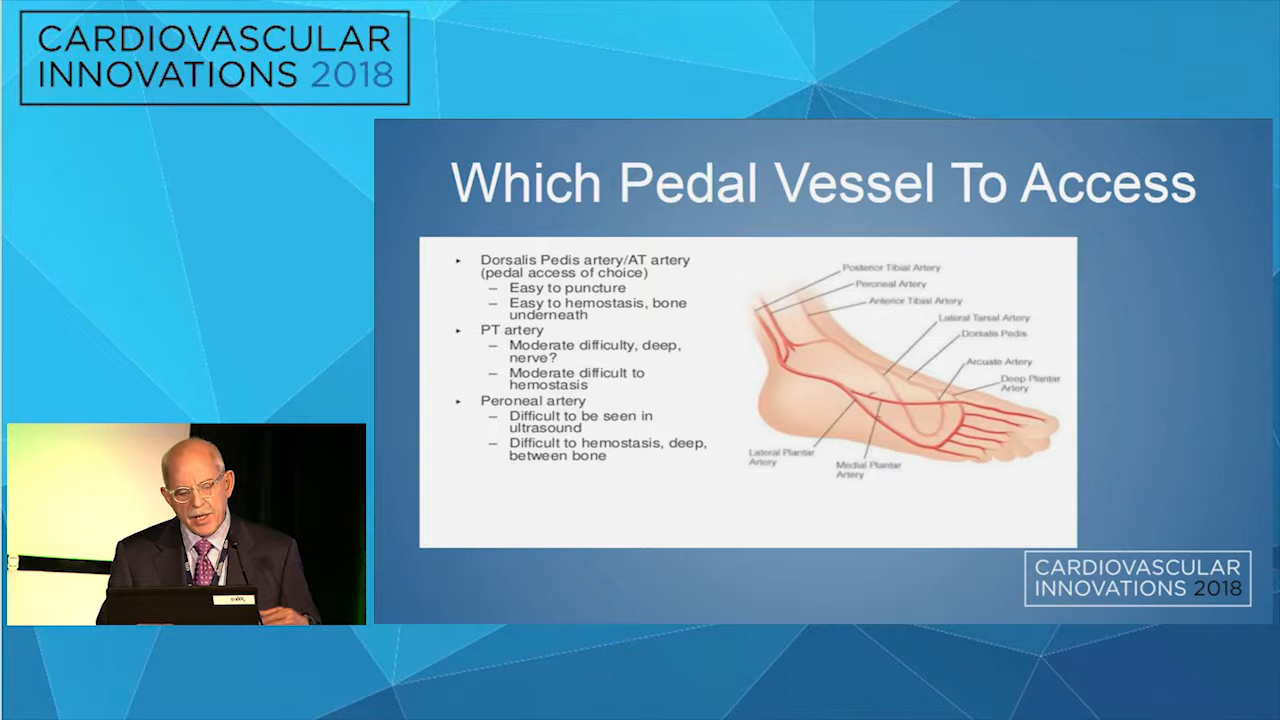 CARDIOVASCULAR
INNOVATIONS 2018
Which Pedal Vessel To Access
▸ Dorsalis Pedis artery/AT artery
(pedal access of choice)
– Easy to puncture
– Easy to hemostasis, bone
underneath
▸ PT artery
– Moderate difficulty, deep,
nerve?
– Moderate difficult to
hemostasis
▸ Peroneal artery
– Difficult to be seen in
ultrasound
– Difficult to hemostasis, deep,
between bone
Posterior Tibial Artery
Peroneal Artery
Anterior Tibial Artery
Lateral Tarsal Artery
Dorsalis Pedis
Arcuate Artery
Deep Plantar
Artery
Lateral Plantar
Artery
Medial Plantar
Artery
CARDIOVASCULAR
INNOVATIONS 2018